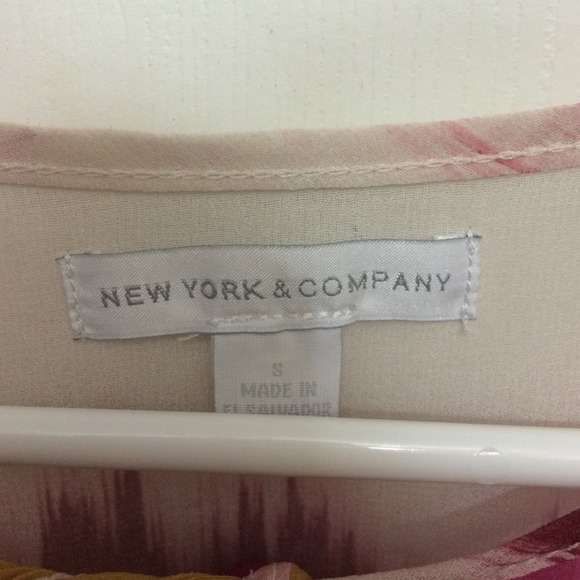 NEW YORK & COMPANY
S
MADE IN
EL SALVADOR